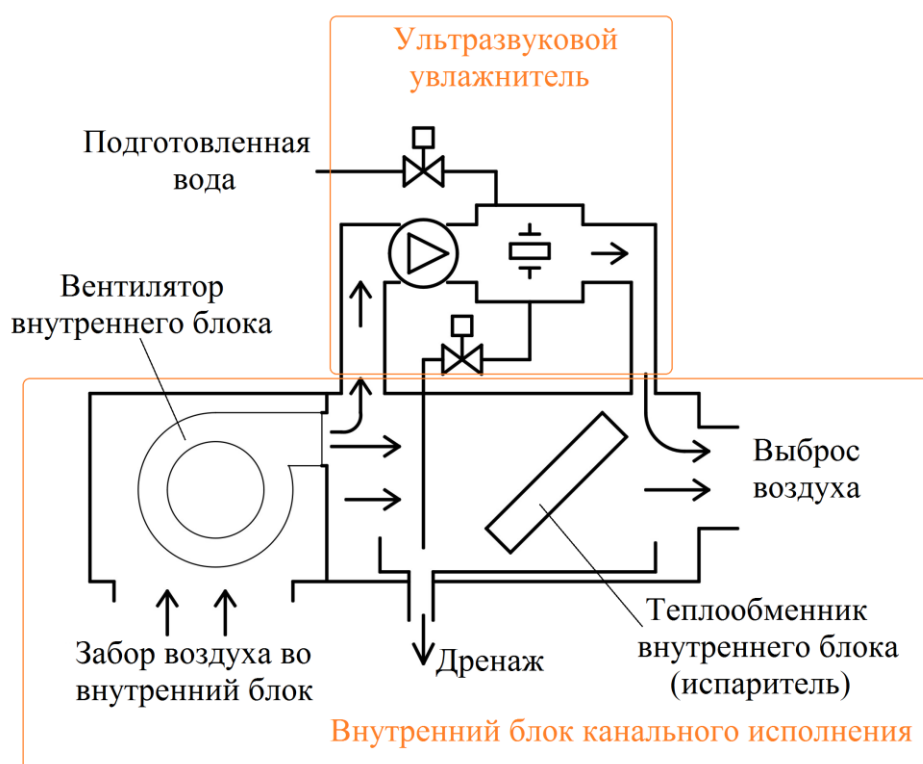 Ультразвуковой
увлажнитель
Подготовленная
вода
Вентилятор
внутреннего блока
Выброс
воздуха
Забор воздуха во
внутренний блок
Дренаж
Теплообменник
внутреннего блока
(испаритель)
Внутренний блок канального исполнения